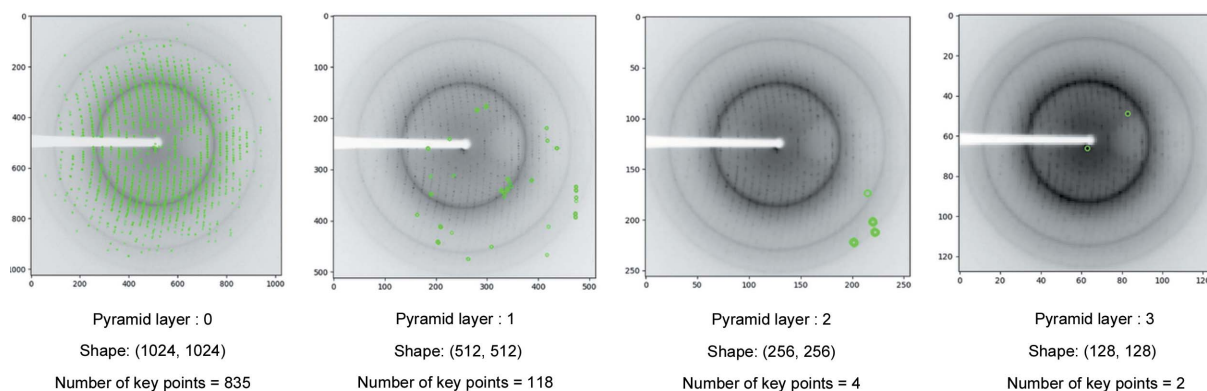 0
200
400
600
800
1000
0 200 400 600 800 1000
0
100
200
300
400
500
0 100 200 300 400 500
0
50
100
150
200
250
0 50 100 150 200 250
0
20
40
60
80
100
120
0 20 40 60 80 100 120
Pyramid layer : 0
Shape: (1024, 1024)
Number of key points = 835
Pyramid layer : 1
Shape: (512, 512)
Number of key points = 118
Pyramid layer : 2
Shape: (256, 256)
Number of key points = 4
Pyramid layer : 3
Shape: (128, 128)
Number of key points = 2